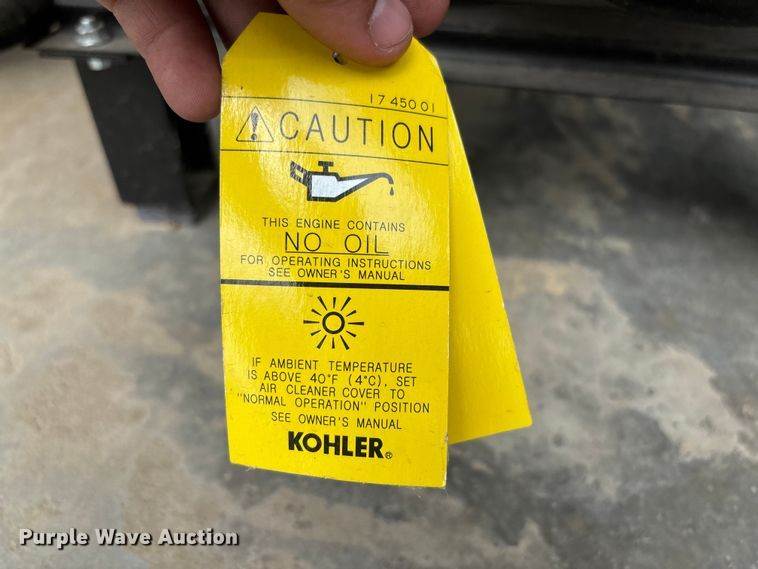 17 450 01
CAUTION
THIS ENGINE CONTAINS
NO OIL
FOR OPERATING INSTRUCTIONS
SEE OWNER'S MANUAL
IF AMBIENT TEMPERATURE
IS ABOVE 40°F (4°C), SET
AIR CLEANER COVER TO
"NORMAL OPERATION" POSITION
SEE OWNER'S MANUAL
KOHLER®
Purple Wave Auction